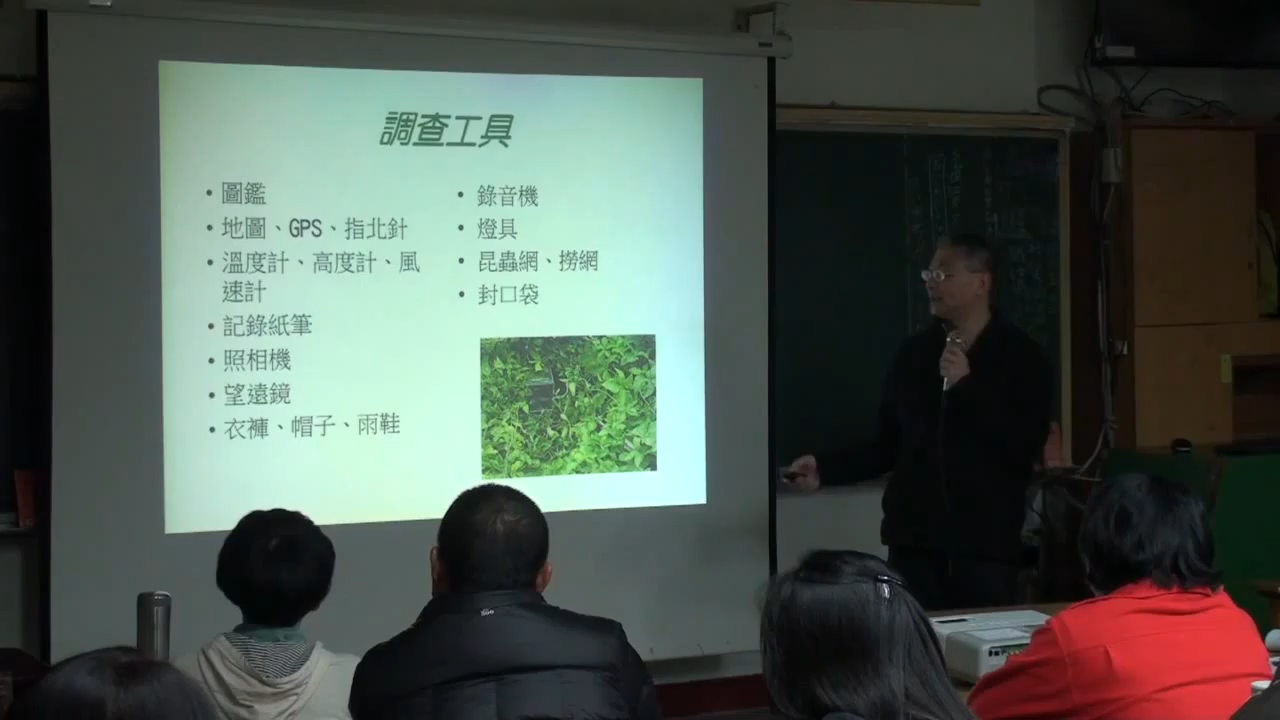 調查工具
• 圖鑑
• 地圖、GPS、指北針
• 溫度計、高度計、風
速計
• 記錄紙筆
• 照相機
• 望遠鏡
• 衣褲、帽子、雨鞋
• 錄音機
• 燈具
• 昆蟲網、撈網
• 封口袋